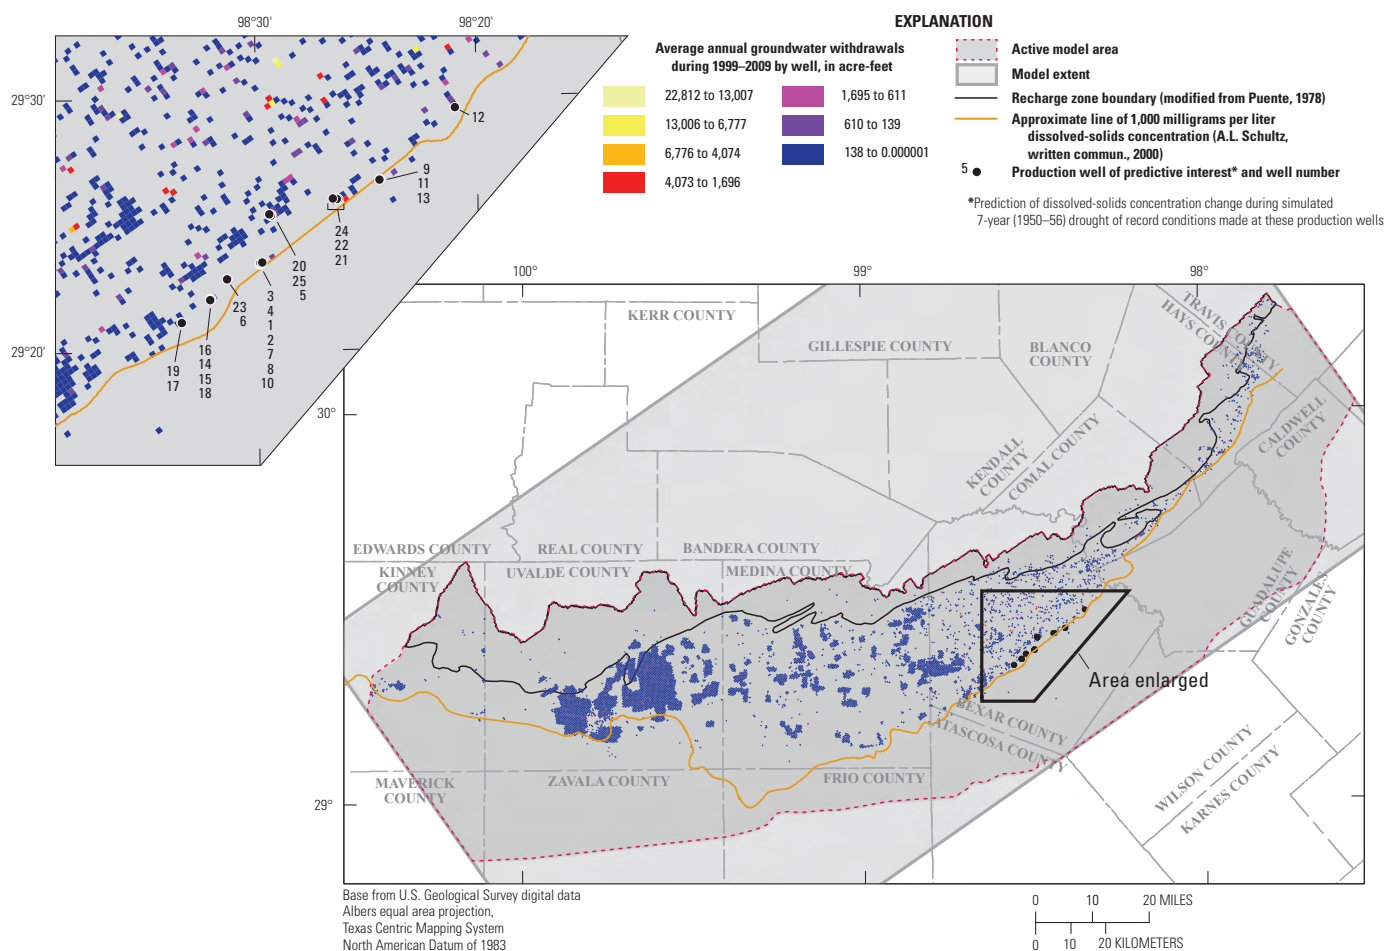 98°30'
98°20'
29°30'
29°20'
12
9
11
13
24
22
21
20
25
5
3
4
1
2
7
8
10
23
6
16
14
15
18
19
17
EXPLANATION
Average annual groundwater withdrawals
during 1999–2009 by well, in acre-feet
22,812 to 13,007
13,006 to 6,777
6,776 to 4,074
4,073 to 1,696
1,695 to 611
610 to 139
138 to 0.000001
Active model area
Model extent
Recharge zone boundary (modified from Puente, 1978)
Approximate line of 1,000 milligrams per liter
dissolved-solids concentration (A.L. Schultz,
written commun., 2000)
5
Production well of predictive interest* and well number
*Prediction of dissolved-solids concentration change during simulated
7-year (1950–56) drought of record conditions made at these production wells
100°
99°
98°
30°
29°
KERR COUNTY
GILLESPIE COUNTY
BLANCO
COUNTY
TRAVIS COUNTY
HAYS COUNTY
CALDWELL
COUNTY
KENDALL
COUNTY
COMAL COUNTY
EDWARDS COUNTY
REAL COUNTY
BANDERA COUNTY
KINNEY
COUNTY
UVALDE COUNTY
MEDINA COUNTY
GUADALUPE
COUNTY
GONZALES
COUNTY
Area enlarged
BEXAR COUNTY
ATASCOSA COUNTY
MAVERICK
COUNTY
ZAVALA COUNTY
FRIO COUNTY
WILSON COUNTY
KARNES COUNTY
Base from U.S. Geological Survey digital data
Albers equal area projection,
Texas Centric Mapping System
North American Datum of 1983
0 10 20 MILES
0 10 20 KILOMETERS